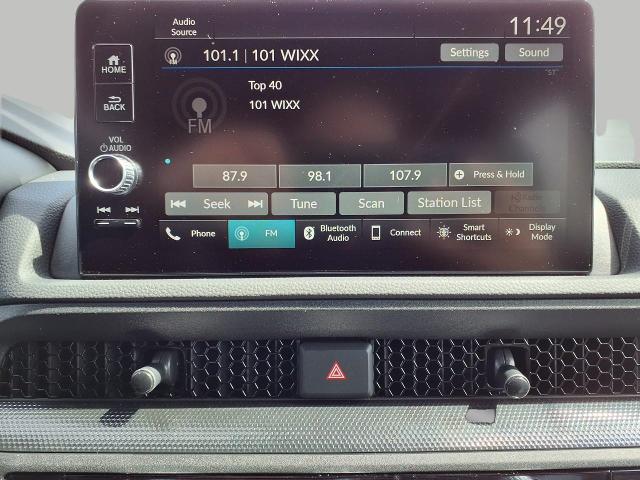 Audio
Source
11:49
HOME
101.1 | 101 WIXX
Settings
Sound
"ST"
BACK
Top 40
101 WIXX
FM
VOL
AUDIO
87.9
98.1
107.9
Press & Hold
Seek
Tune
Scan
Station List
Radio
Channels
Phone
FM
Bluetooth
Audio
Connect
Smart
Shortcuts
Display
Mode